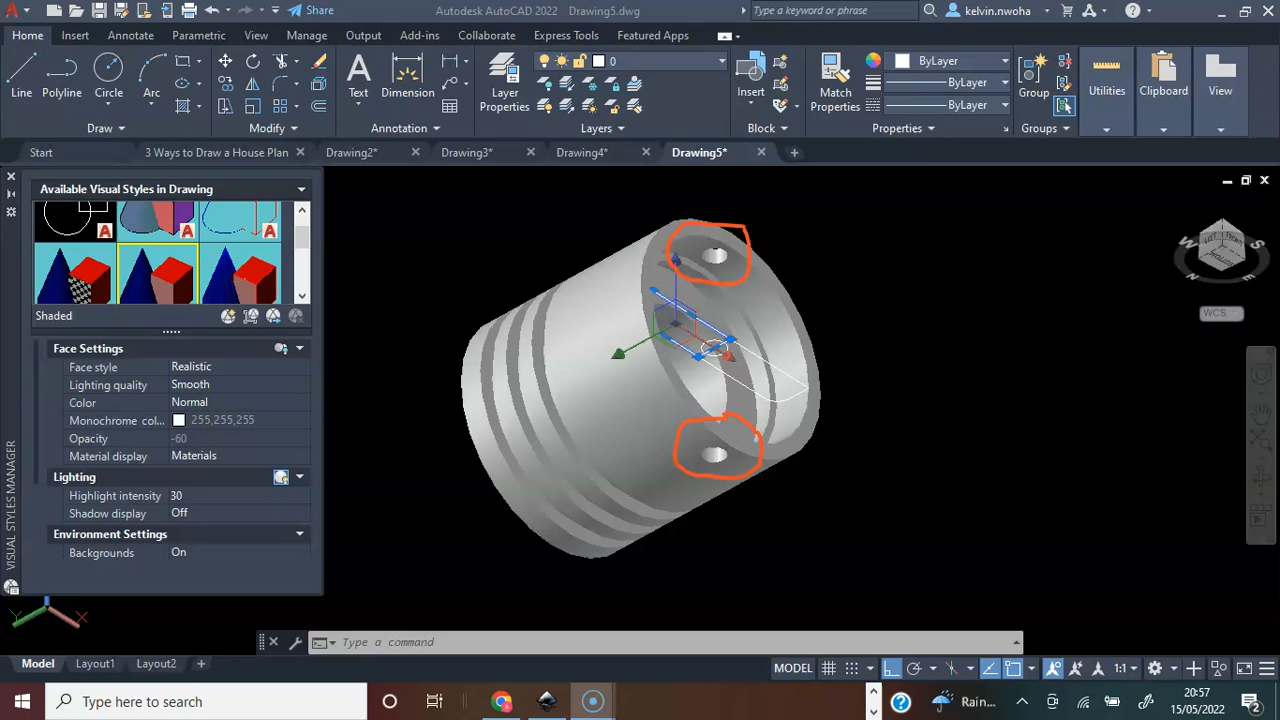 Share Autodesk AutoCAD 2022 Drawing5.dwg Type a keyword or phrase kelvin.nwoha
Home Insert Annotate Parametric View Manage Output Add-ins Collaborate Express Tools Featured Apps
0 ByLayer
Line Polyline Circle Arc Text Dimension Layer Properties Insert Match Properties ByLayer Group Utilities Clipboard View
ByLayer
Draw Modify Annotation Layers Block Properties Groups
Start 3 Ways to Draw a House Plan Drawing2* Drawing3* Drawing4* Drawing5*
Available Visual Styles in Drawing
Shaded
Face Settings
Face style Realistic
Lighting quality Smooth
Color Normal
Monochrome col... 255,255,255
Opacity -60
Material display Materials
Lighting
Highlight intensity 30
Shadow display Off
Environment Settings
Backgrounds On
VISUAL STYLES MANAGER
W S
WCS
Y X
Type a command
Model Layout1 Layout2 MODEL 1:1
Type here to search Rain... 20:57
15/05/2022 2